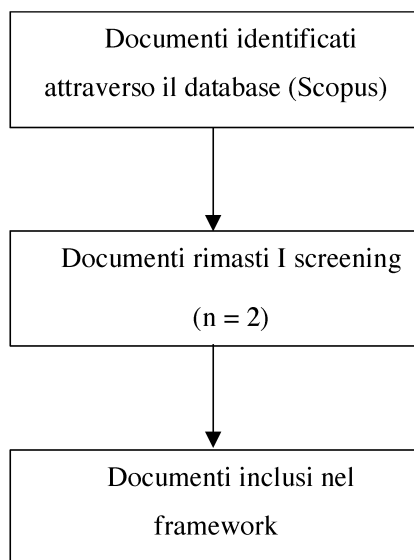 Documenti identificati
attraverso il database (Scopus)
Documenti rimasti I screening
(n = 2)
Documenti inclusi nel
framework